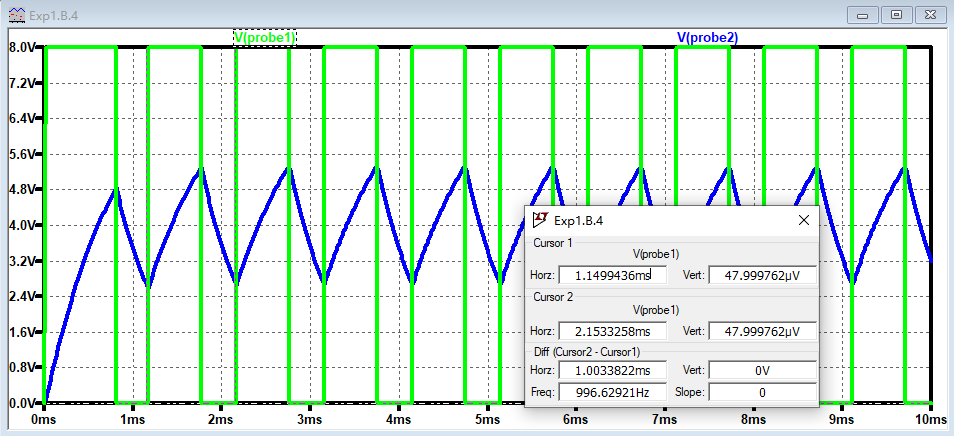 Exp1.B.4
V(probe1) V(probe2)
8.0V
7.2V
6.4V
5.6V
4.8V
4.0V
3.2V
2.4V
1.6V
0.8V
0.0V
0ms 1ms 2ms 3ms 4ms 5ms 6ms 7ms 8ms 9ms 10ms
Exp1.B.4
Cursor 1
V(probe1)
Horz: 1.1499436ms Vert: 47.999762µV
Cursor 2
V(probe1)
Horz: 2.1533258ms Vert: 47.999762µV
Diff (Cursor2 - Cursor1)
Horz: 1.0033822ms Vert: 0V
Freq: 996.62921Hz Slope: 0